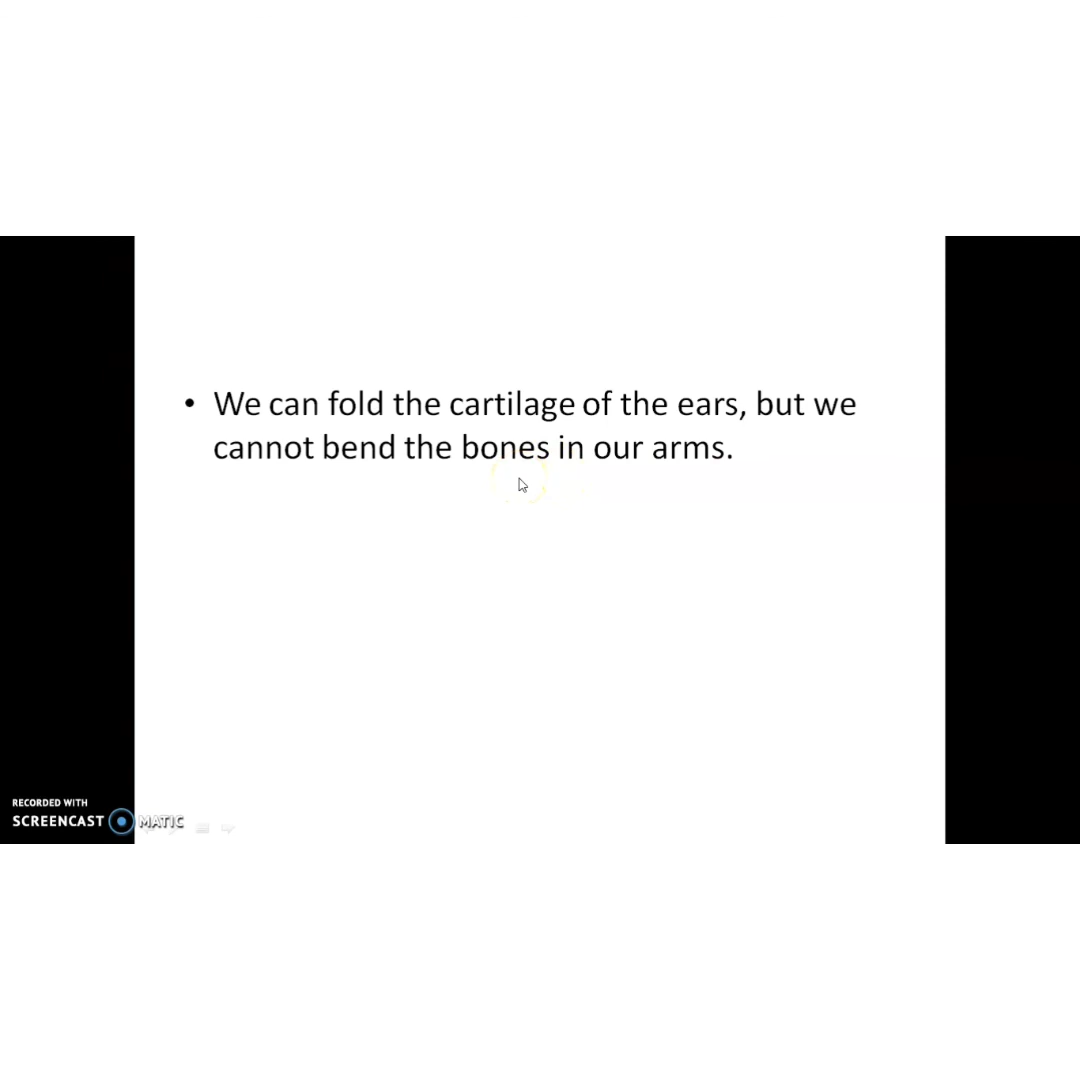 • We can fold the cartilage of the ears, but we
cannot bend the bones in our arms.
RECORDED WITH
SCREENCAST MATIC